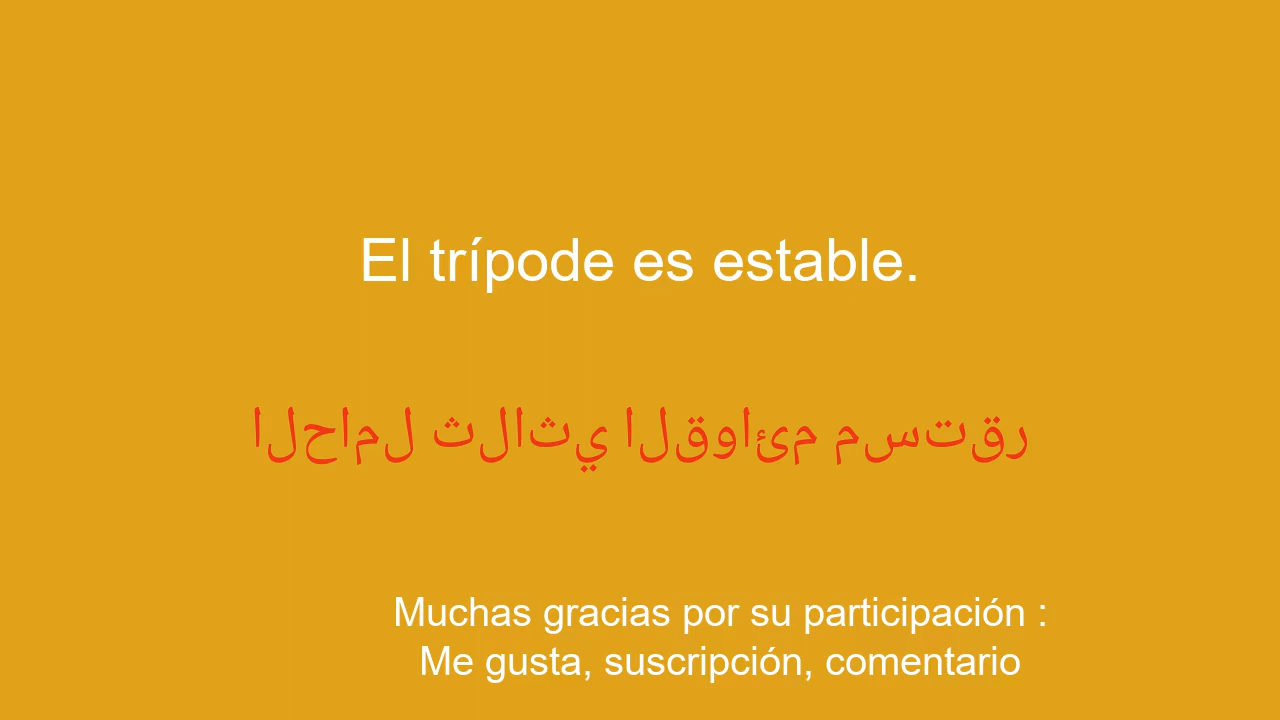 El trípode es estable.
الحامل ثلاثي القوائم مستقر
Muchas gracias por su participación :
Me gusta, suscripción, comentario